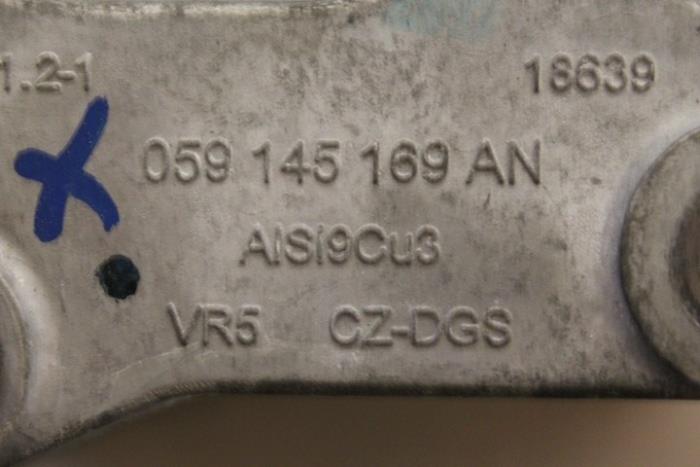 1.2-1 18639
059 145 169 AN
AlSi9Cu3
VR5 CZ-DGS